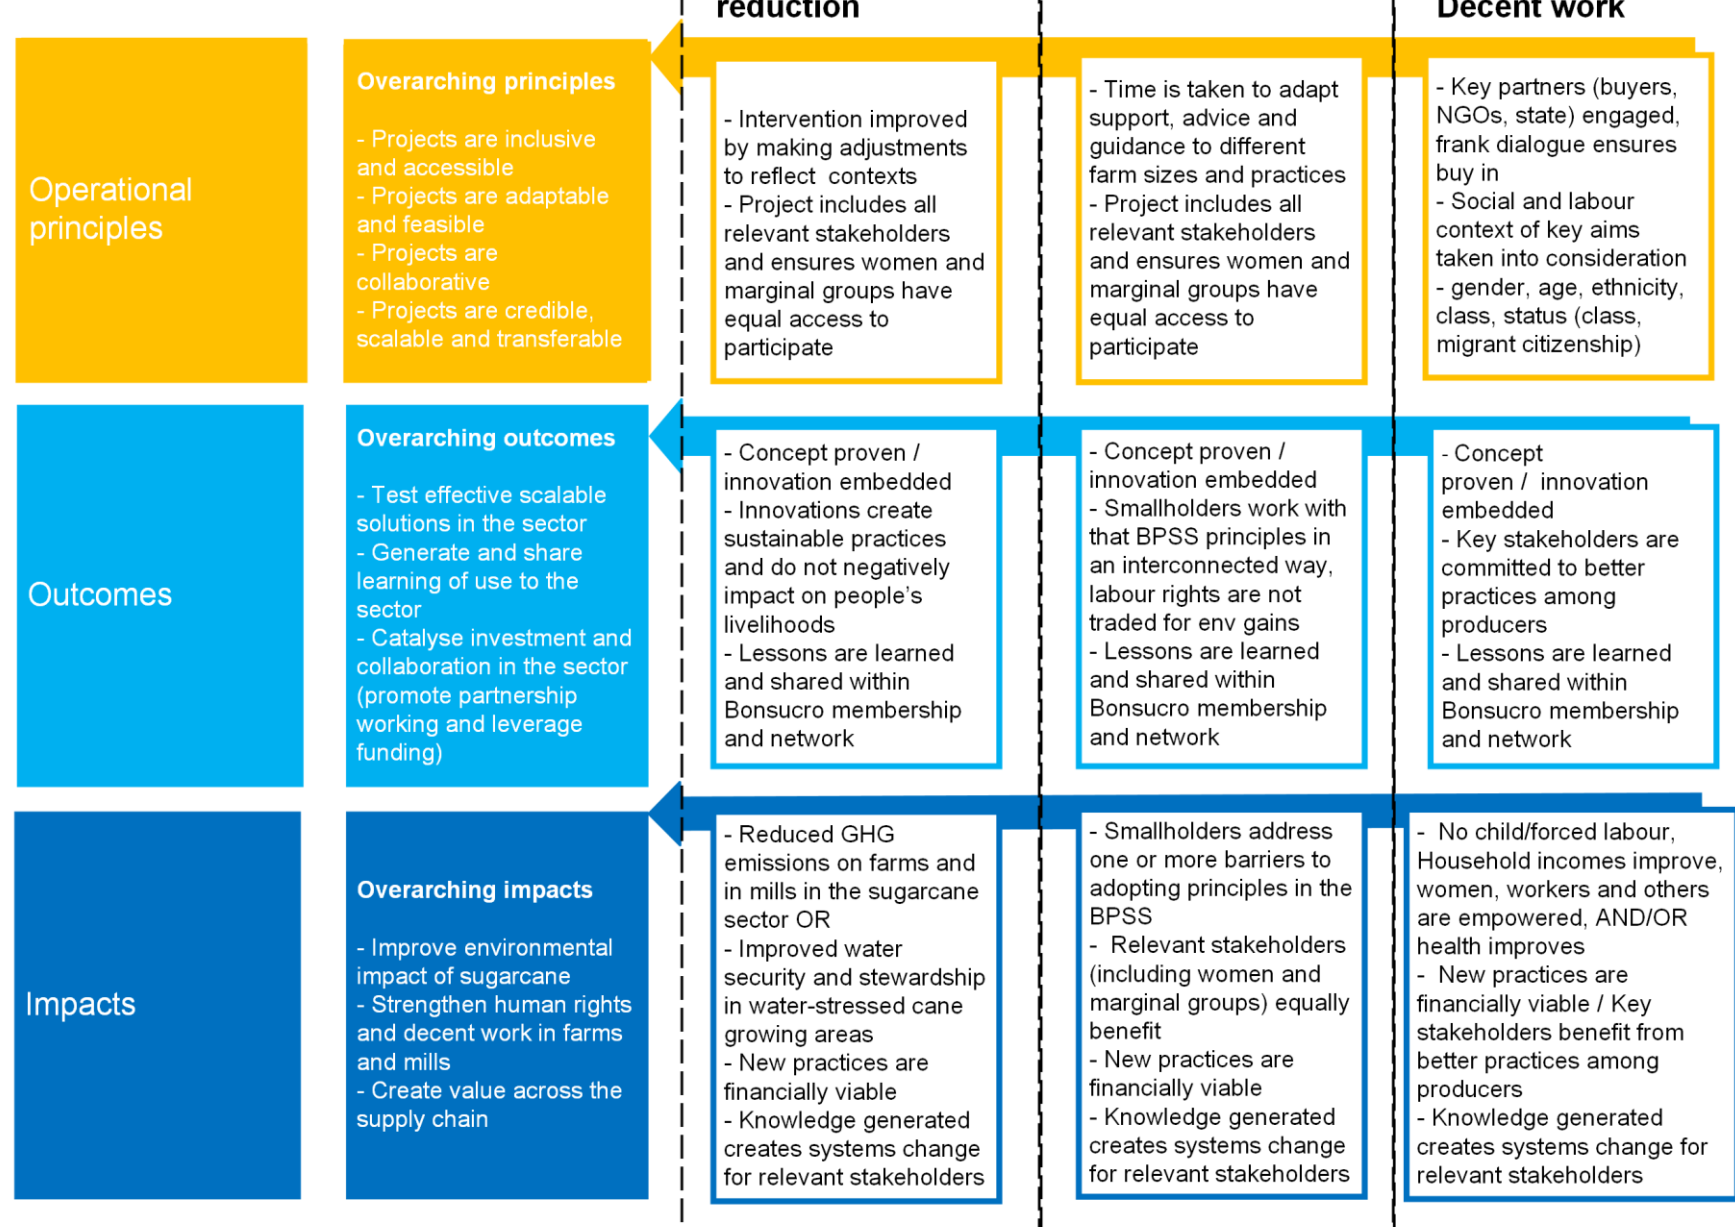 reduction
Decent work
Operational
principles
Overarching principles
- Projects are inclusive
and accessible
- Projects are adaptable
and feasible
- Projects are
collaborative
- Projects are credible,
scalable and transferable
- Intervention improved
by making adjustments
to reflect  contexts
- Project includes all
relevant stakeholders
and ensures women and
marginal groups have
equal access to
participate
- Time is taken to adapt
support, advice and
guidance to different
farm sizes and practices
- Project includes all
relevant stakeholders
and ensures women and
marginal groups have
equal access to
participate
- Key partners (buyers,
NGOs, state) engaged,
frank dialogue ensures
buy in
- Social and labour
context of key aims
taken into consideration
- gender, age, ethnicity,
class, status (class,
migrant citizenship)
Outcomes
Overarching outcomes
- Test effective scalable
solutions in the sector
- Generate and share
learning of use to the
sector
- Catalyse investment and
collaboration in the sector
(promote partnership
working and leverage
funding)
- Concept proven /
innovation embedded
- Innovations create
sustainable practices
and do not negatively
impact on people's
livelihoods
- Lessons are learned
and shared within
Bonsucro membership
and network
- Concept proven /
innovation embedded
- Smallholders work with
that BPSS principles in
an interconnected way,
labour rights are not
traded for env gains
- Lessons are learned
and shared within
Bonsucro membership
and network
- Concept
proven /  innovation
embedded
- Key stakeholders are
committed to better
practices among
producers
- Lessons are learned
and shared within
Bonsucro membership
and network
Impacts
Overarching impacts
- Improve environmental
impact of sugarcane
- Strengthen human rights
and decent work in farms
and mills
- Create value across the
supply chain
- Reduced GHG
emissions on farms and
in mills in the sugarcane
sector OR
- Improved water
security and stewardship
in water-stressed cane
growing areas
- New practices are
financially viable
- Knowledge generated
creates systems change
for relevant stakeholders
- Smallholders address
one or more barriers to
adopting principles in the
BPSS
-  Relevant stakeholders
(including women and
marginal groups) equally
benefit
- New practices are
financially viable
- Knowledge generated
creates systems change
for relevant stakeholders
-  No child/forced labour,
Household incomes improve,
women, workers and others
are empowered, AND/OR
health improves
- New practices are
financially viable / Key
stakeholders benefit from
better practices among
producers
- Knowledge generated
creates systems change for
relevant stakeholders